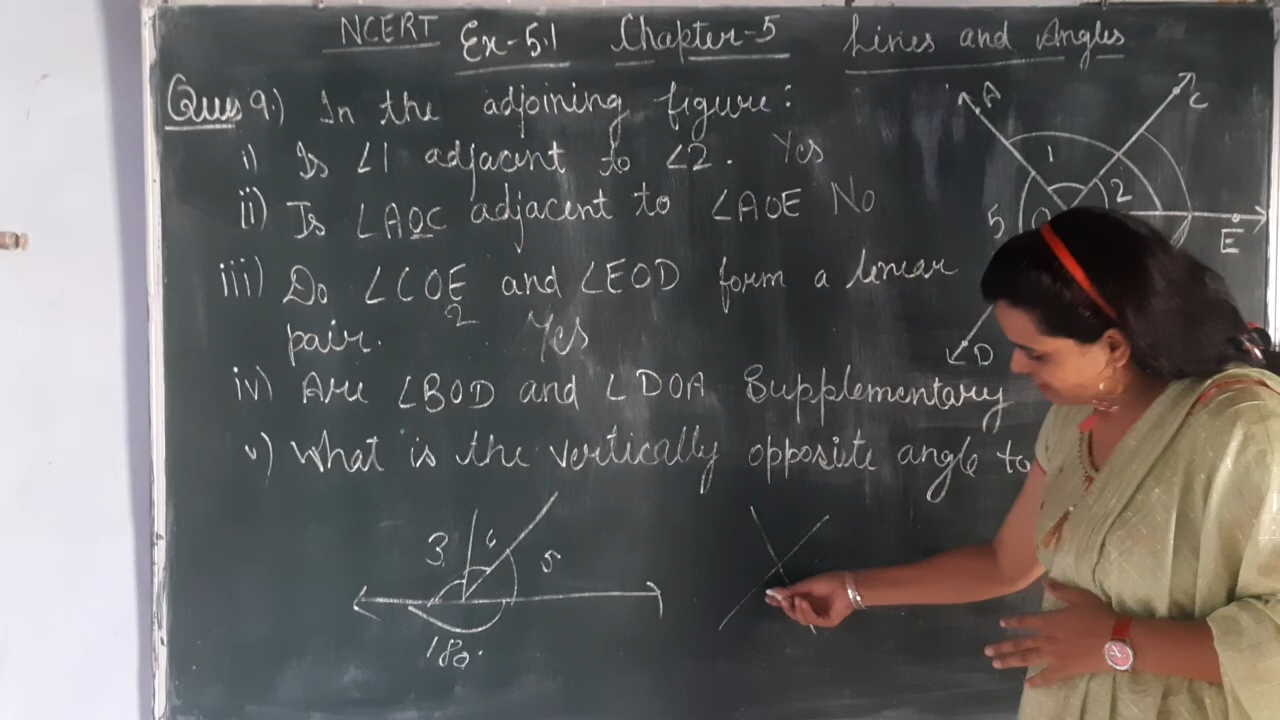 NCERT Ex-5.1 Chapter-5 Lines and Angles
Ques 9.) In the adjoining figure:
i) Is ∠1 adjacent to ∠2. Yes
ii) Is ∠AOC adjacent to ∠AOE No
iii) Do ∠COE and ∠EOD form a linear
2
pair. Yes
iv) Are ∠BOD and ∠DOA Supplementary
v) What is the vertically opposite angle to
A
C
1
2
5
O
E
D
3
5
180